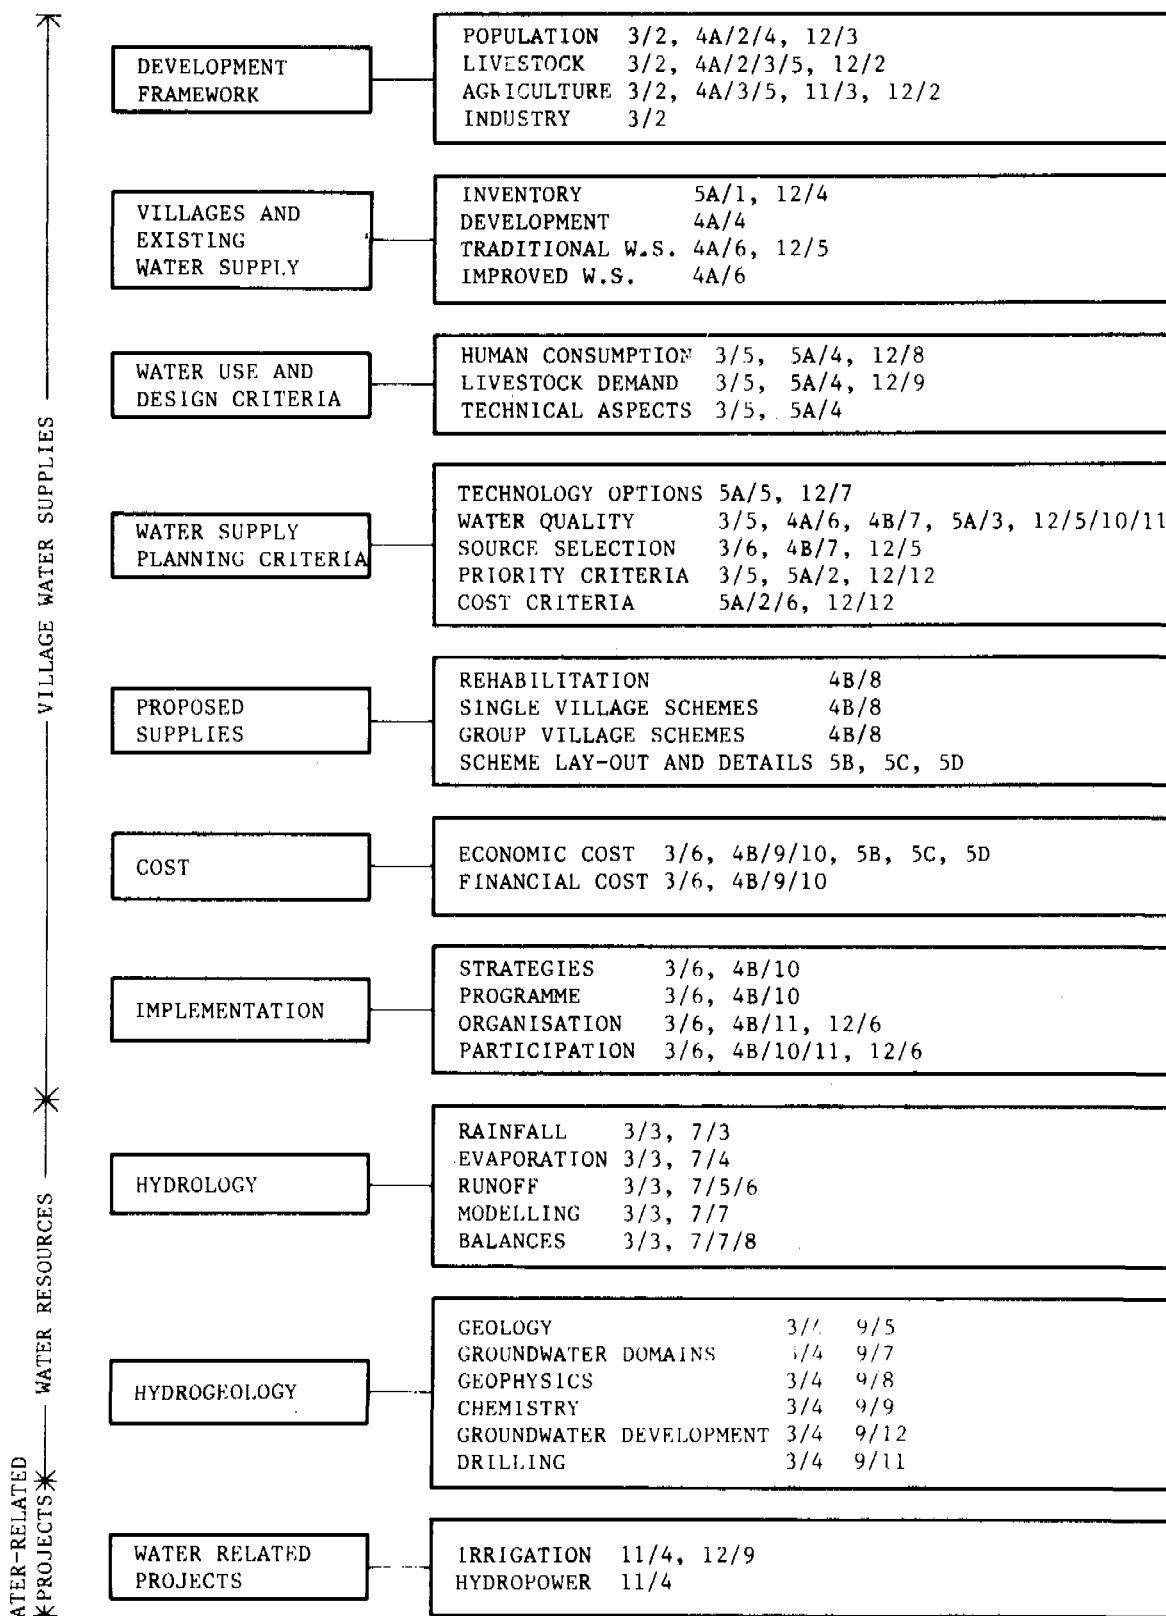 DEVELOPMENT
FRAMEWORK
POPULATION 3/2, 4A/2/4, 12/3
LIVESTOCK 3/2, 4A/2/3/5, 12/2
AGRICULTURE 3/2, 4A/3/5, 11/3, 12/2
INDUSTRY 3/2
VILLAGES AND
EXISTING
WATER SUPPLY
INVENTORY 5A/1, 12/4
DEVELOPMENT 4A/4
TRADITIONAL W.S. 4A/6, 12/5
IMPROVED W.S. 4A/6
WATER USE AND
DESIGN CRITERIA
HUMAN CONSUMPTION 3/5, 5A/4, 12/8
LIVESTOCK DEMAND 3/5, 5A/4, 12/9
TECHNICAL ASPECTS 3/5, 5A/4
WATER SUPPLY
PLANNING CRITERIA
TECHNOLOGY OPTIONS 5A/5, 12/7
WATER QUALITY 3/5, 4A/6, 4B/7, 5A/3, 12/5/10/11
SOURCE SELECTION 3/6, 4B/7, 12/5
PRIORITY CRITERIA 3/5, 5A/2, 12/12
COST CRITERIA 5A/2/6, 12/12
PROPOSED
SUPPLIES
REHABILITATION 4B/8
SINGLE VILLAGE SCHEMES 4B/8
GROUP VILLAGE SCHEMES 4B/8
SCHEME LAY-OUT AND DETAILS 5B, 5C, 5D
COST
ECONOMIC COST 3/6, 4B/9/10, 5B, 5C, 5D
FINANCIAL COST 3/6, 4B/9/10
IMPLEMENTATION
STRATEGIES 3/6, 4B/10
PROGRAMME 3/6, 4B/10
ORGANISATION 3/6, 4B/11, 12/6
PARTICIPATION 3/6, 4B/10/11, 12/6
VILLAGE WATER SUPPLIES
HYDROLOGY
RAINFALL 3/3, 7/3
EVAPORATION 3/3, 7/4
RUNOFF 3/3, 7/5/6
MODELLING 3/3, 7/7
BALANCES 3/3, 7/7/8
HYDROGEOLOGY
GEOLOGY 9/5
GROUNDWATER DOMAINS 9/7
GEOPHYSICS 3/4 9/8
CHEMISTRY 3/4 9/9
GROUNDWATER DEVELOPMENT 3/4 9/12
DRILLING 3/4 9/11
WATER RESOURCES
WATER RELATED
PROJECTS
IRRIGATION 11/4, 12/9
HYDROPOWER 11/4
ATER-RELATED
PROJECTS